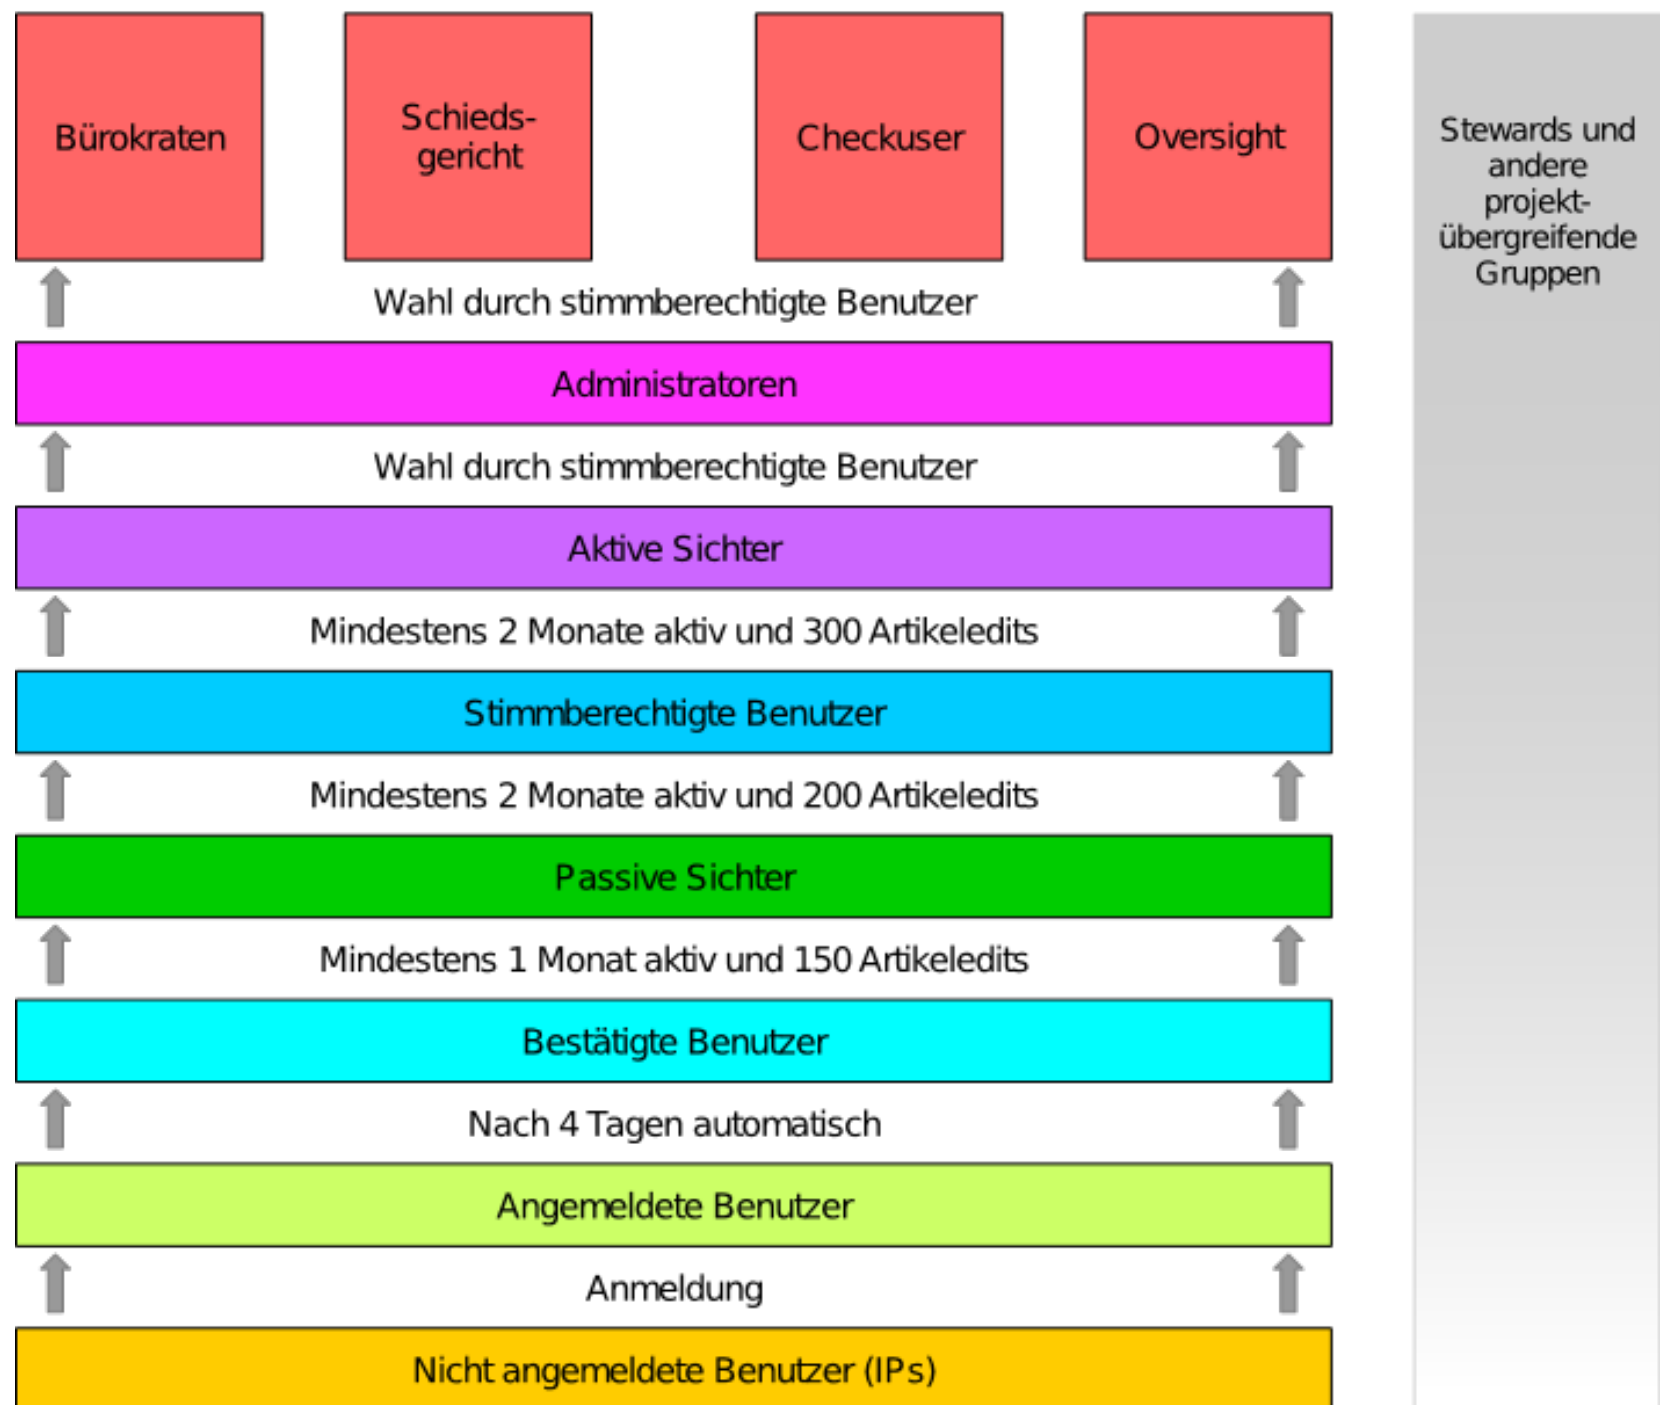 Bürokraten
Schieds-
gericht
Checkuser
Oversight
Stewards und
andere
projekt-
übergreifende
Gruppen
Wahl durch stimmberechtigte Benutzer
Administratoren
Wahl durch stimmberechtigte Benutzer
Aktive Sichter
Mindestens 2 Monate aktiv und 300 Artikeledits
Stimmberechtigte Benutzer
Mindestens 2 Monate aktiv und 200 Artikeledits
Passive Sichter
Mindestens 1 Monat aktiv und 150 Artikeledits
Bestätigte Benutzer
Nach 4 Tagen automatisch
Angemeldete Benutzer
Anmeldung
Nicht angemeldete Benutzer (IPs)